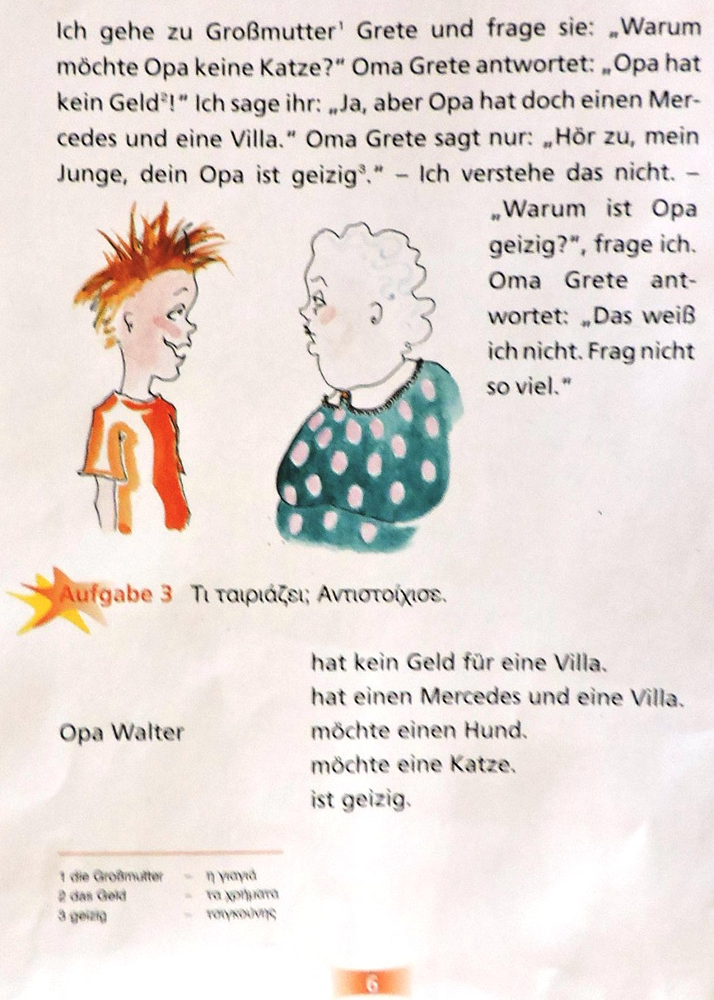 Ich gehe zu Großmutter¹ Grete und frage sie: „Warum
möchte Opa keine Katze?" Oma Grete antwortet: „Opa hat
kein Geld²!" Ich sage ihr: „Ja, aber Opa hat doch einen Mer-
cedes und eine Villa." Oma Grete sagt nur: „Hör zu, mein
Junge, dein Opa ist geizig³." – Ich verstehe das nicht. –
„Warum ist Opa
geizig?", frage ich.
Oma Grete ant-
wortet: „Das weiß
ich nicht. Frag nicht
so viel."
Aufgabe 3 Τι ταιριάζει; Αντιστοίχισε.
hat kein Geld für eine Villa.
hat einen Mercedes und eine Villa.
Opa Walter möchte einen Hund.
möchte eine Katze.
ist geizig.
1 die Großmutter – η γιαγιά
2 das Geld – τα χρήματα
3 geizig – τσιγκούνης
6